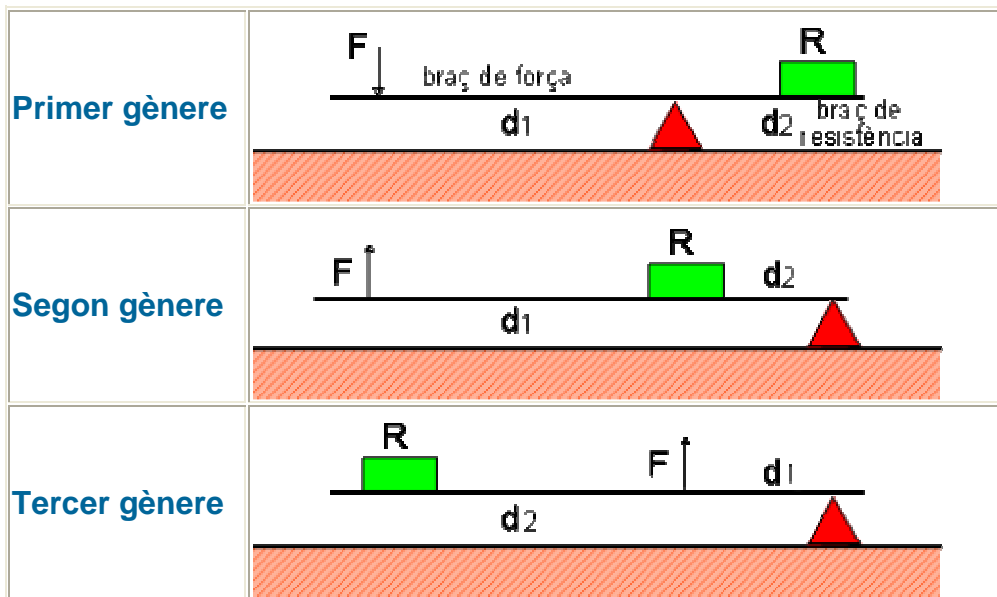 Primer gènere
F
R
braç de força
d1
d2
braç de
resistència
Segon gènere
F
R
d2
d1
Tercer gènere
R
F
d1
d2